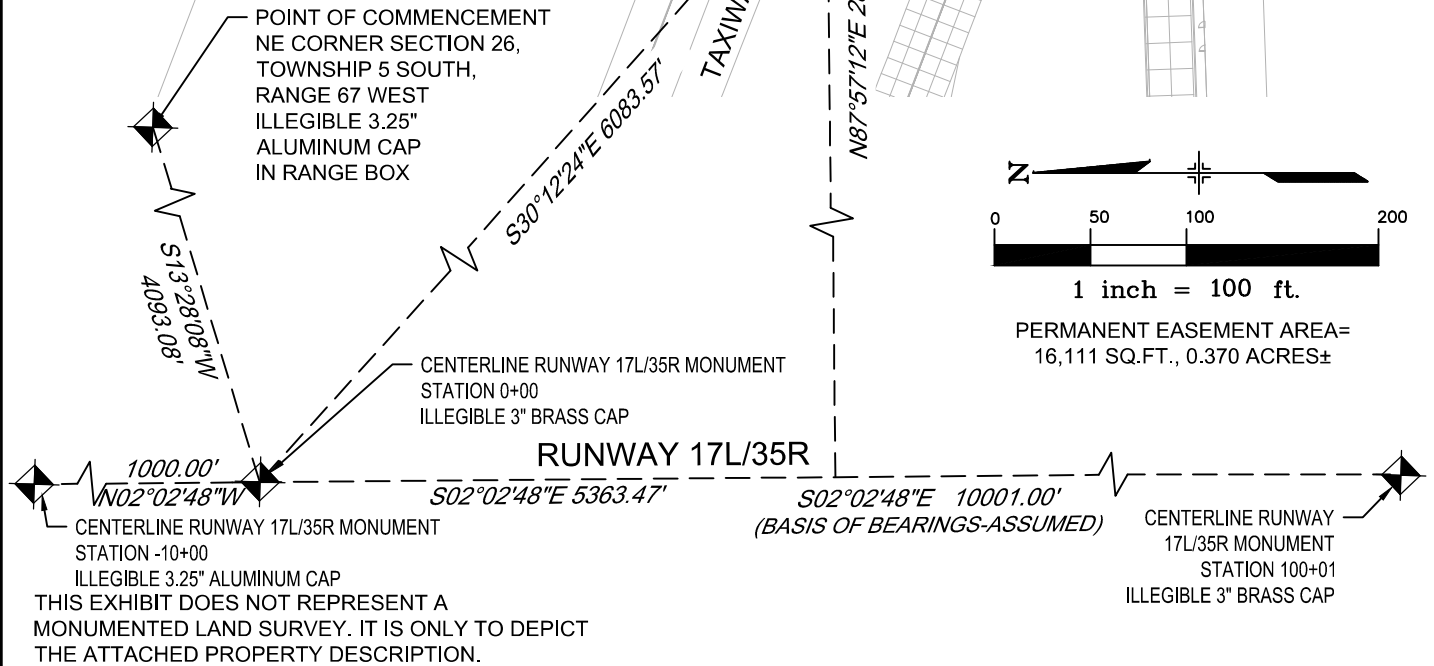 POINT OF COMMENCEMENT
NE CORNER SECTION 26,
TOWNSHIP 5 SOUTH,
RANGE 67 WEST
ILLEGIBLE 3.25"
ALUMINUM CAP
IN RANGE BOX
S13°28'08"W
4093.08'
S30°12'24"E 6083.57'
N87°57'12"E
Z
0 50 100 200
1 inch = 100 ft.
PERMANENT EASEMENT AREA=
16,111 SQ.FT., 0.370 ACRES±
CENTERLINE RUNWAY 17L/35R MONUMENT
STATION 0+00
ILLEGIBLE 3" BRASS CAP
RUNWAY 17L/35R
1000.00'
N02°02'48"W
S02°02'48"E 5363.47'
S02°02'48"E 10001.00'
(BASIS OF BEARINGS-ASSUMED)
CENTERLINE RUNWAY 17L/35R MONUMENT
STATION -10+00
ILLEGIBLE 3.25" ALUMINUM CAP
CENTERLINE RUNWAY
17L/35R MONUMENT
STATION 100+01
ILLEGIBLE 3" BRASS CAP
THIS EXHIBIT DOES NOT REPRESENT A
MONUMENTED LAND SURVEY. IT IS ONLY TO DEPICT
THE ATTACHED PROPERTY DESCRIPTION.